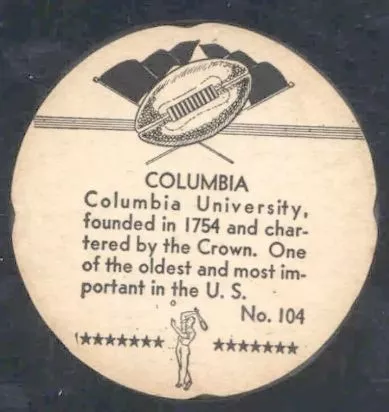 COLUMBIA
Columbia University,
founded in 1754 and char-
tered by the Crown. One
of the oldest and most im-
portant in the U. S.
No. 104